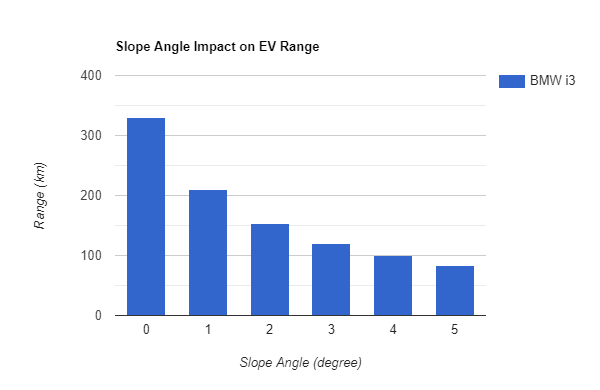 Slope Angle Impact on EV Range
400
300
200
100
0
Range (km)
0 1 2 3 4 5
Slope Angle (degree)
BMW i3